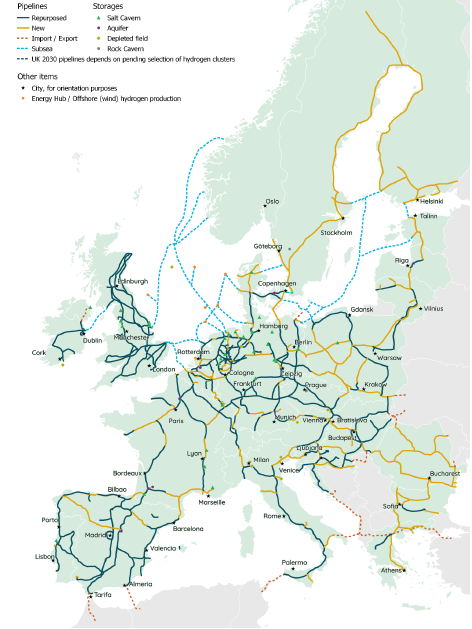 Pipelines
Storages
Repurposed
Salt Cavern
New
Aquifer
Import / Export
Depleted field
Subsea
Rock Cavern
UK 2030 pipelines depends on pending selection of hydrogen clusters
Other items
City, for orientation purposes
Energy Hub / Offshore (wind) hydrogen production
Helsinki
Oslo
Talinn
Stockholm
Göteborg
Riga
Edinburgh
Copenhagen
Vilnius
Gdansk
Hamberg
Dublin
Manchester
Berlin
Cork
Rotterdam
Warsaw
London
Cologne
Leipzig
Frankfurt
Prague
Krakow
Paris
Munich
Vienna
Bratislava
Budapest
Ljubjana
Lyon
Milan
Venice
Bordeaux
Bucharest
Bilbao
Marseille
Sofia
Porto
Rome
Barcelona
Madrid
Valencia
Lisbon
Palermo
Athens
Almeria
Tarifa